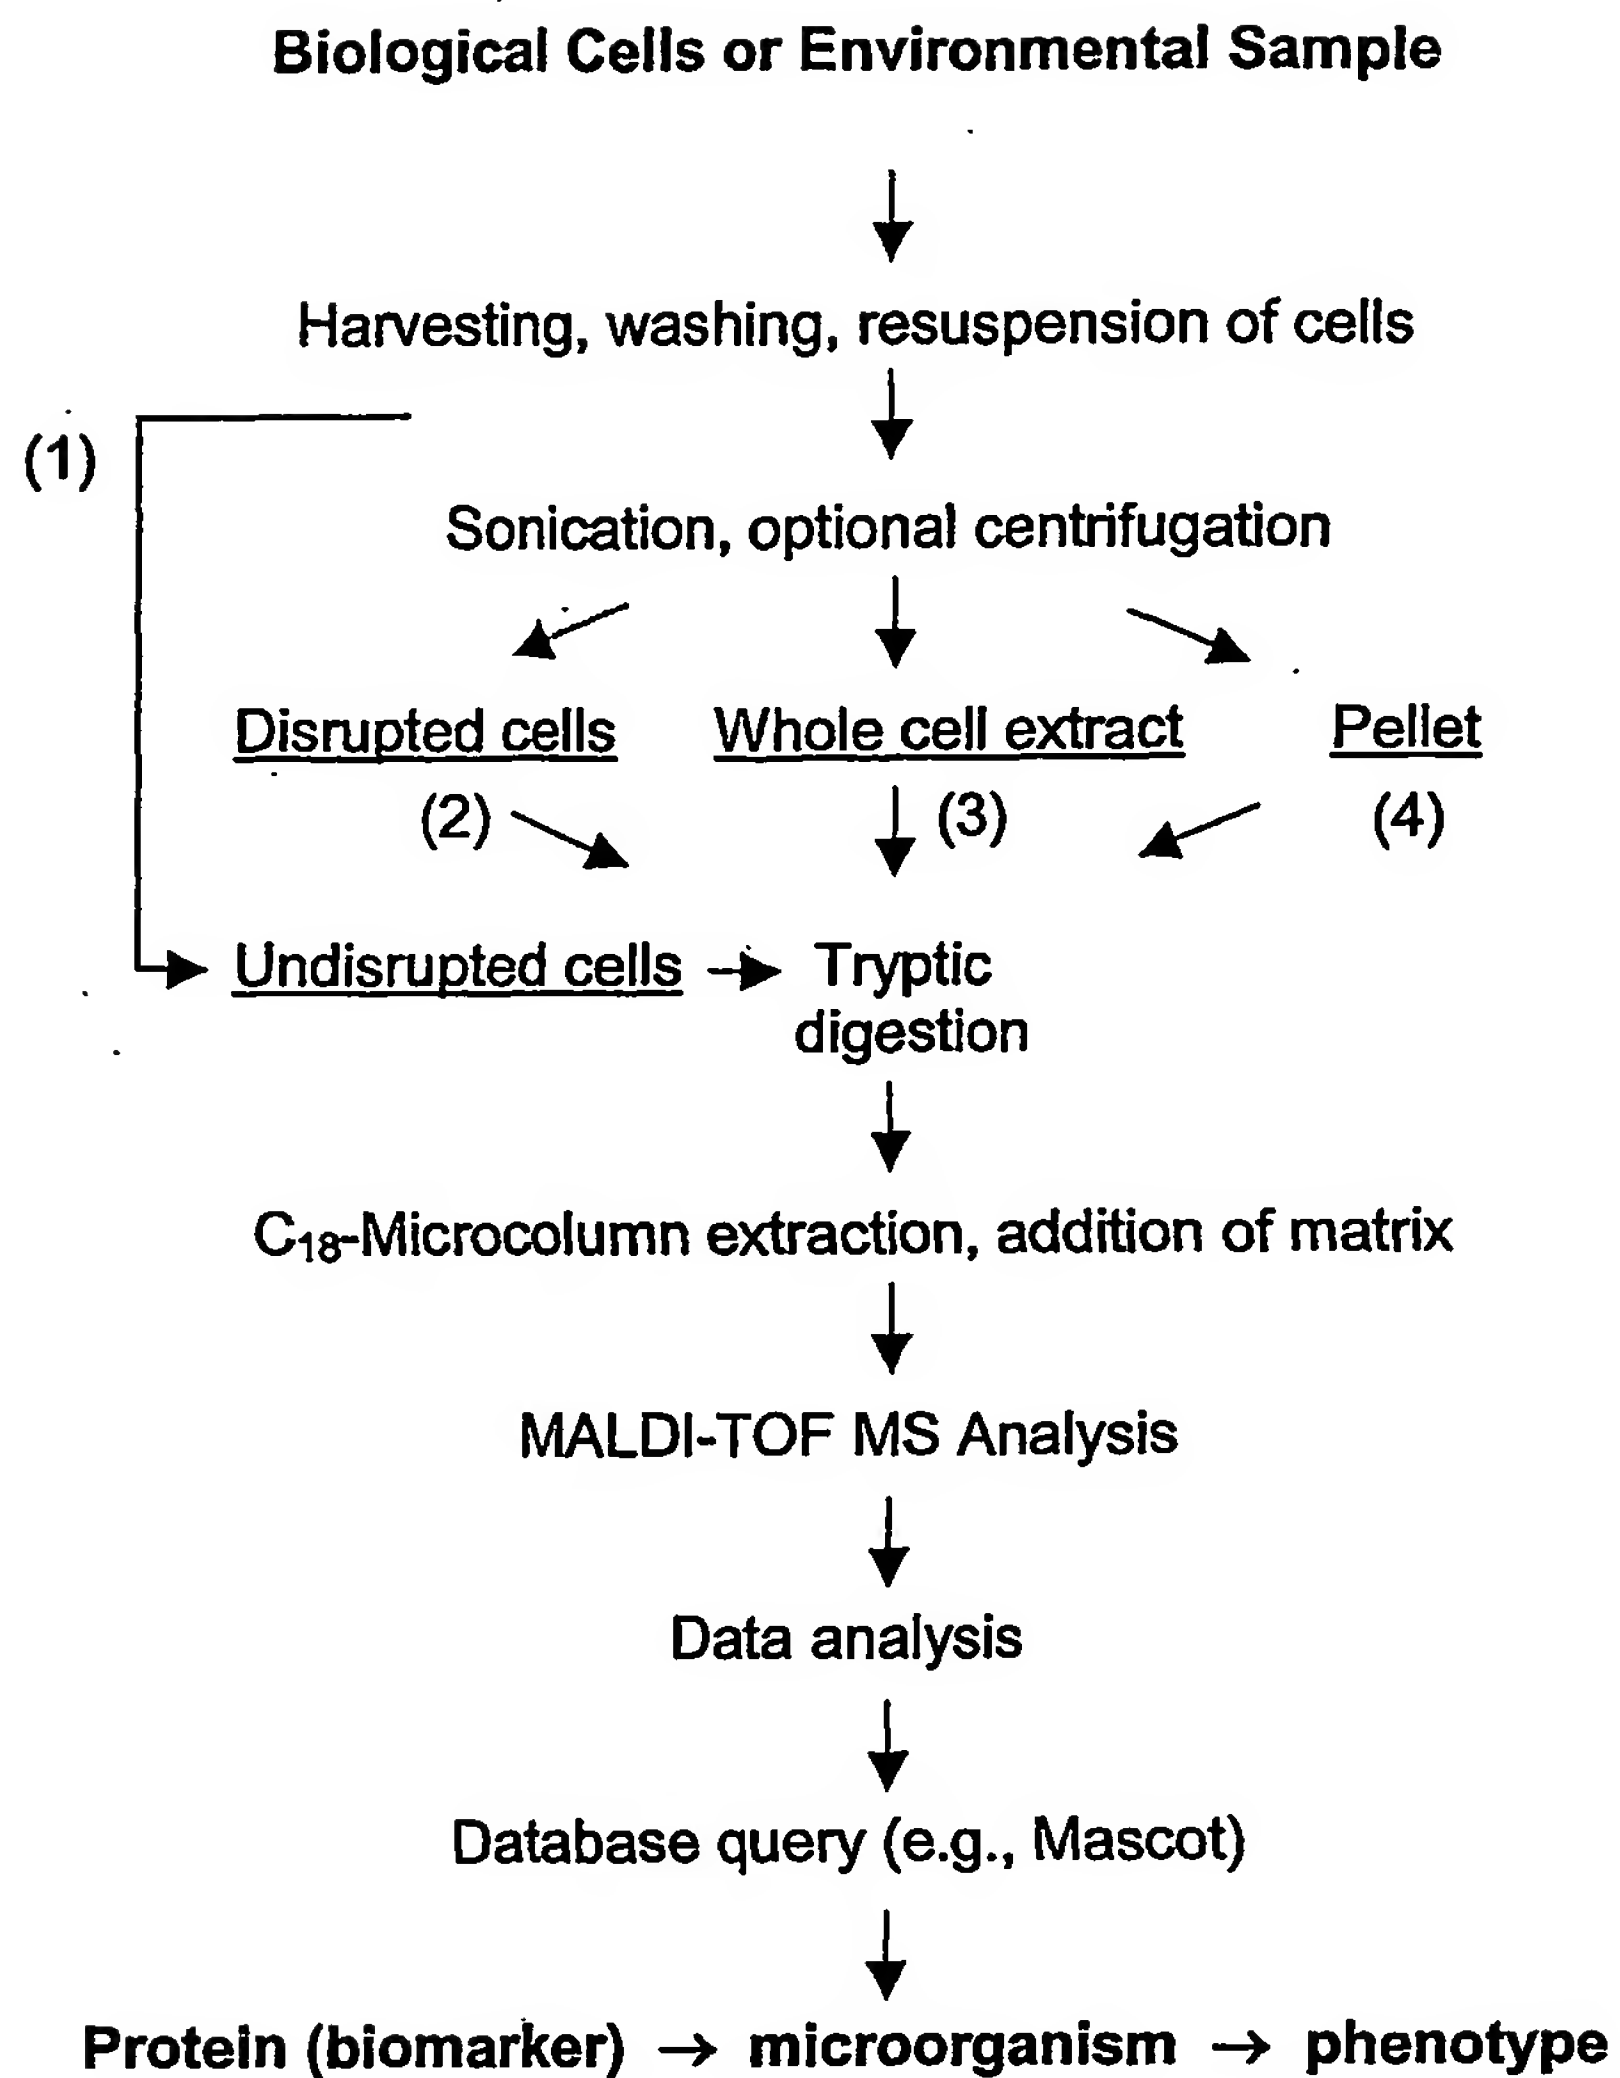 Biological Cells or Environmental Sample
Harvesting, washing, resuspension of cells
(1)
Sonication, optional centrifugation
Disrupted cells Whole cell extract Pellet
(2) (3) (4)
Undisrupted cells → Tryptic
digestion
C₁₈-Microcolumn extraction, addition of matrix
MALDI-TOF MS Analysis
Data analysis
Database query (e.g., Mascot)
Protein (biomarker) → microorganism → phenotype